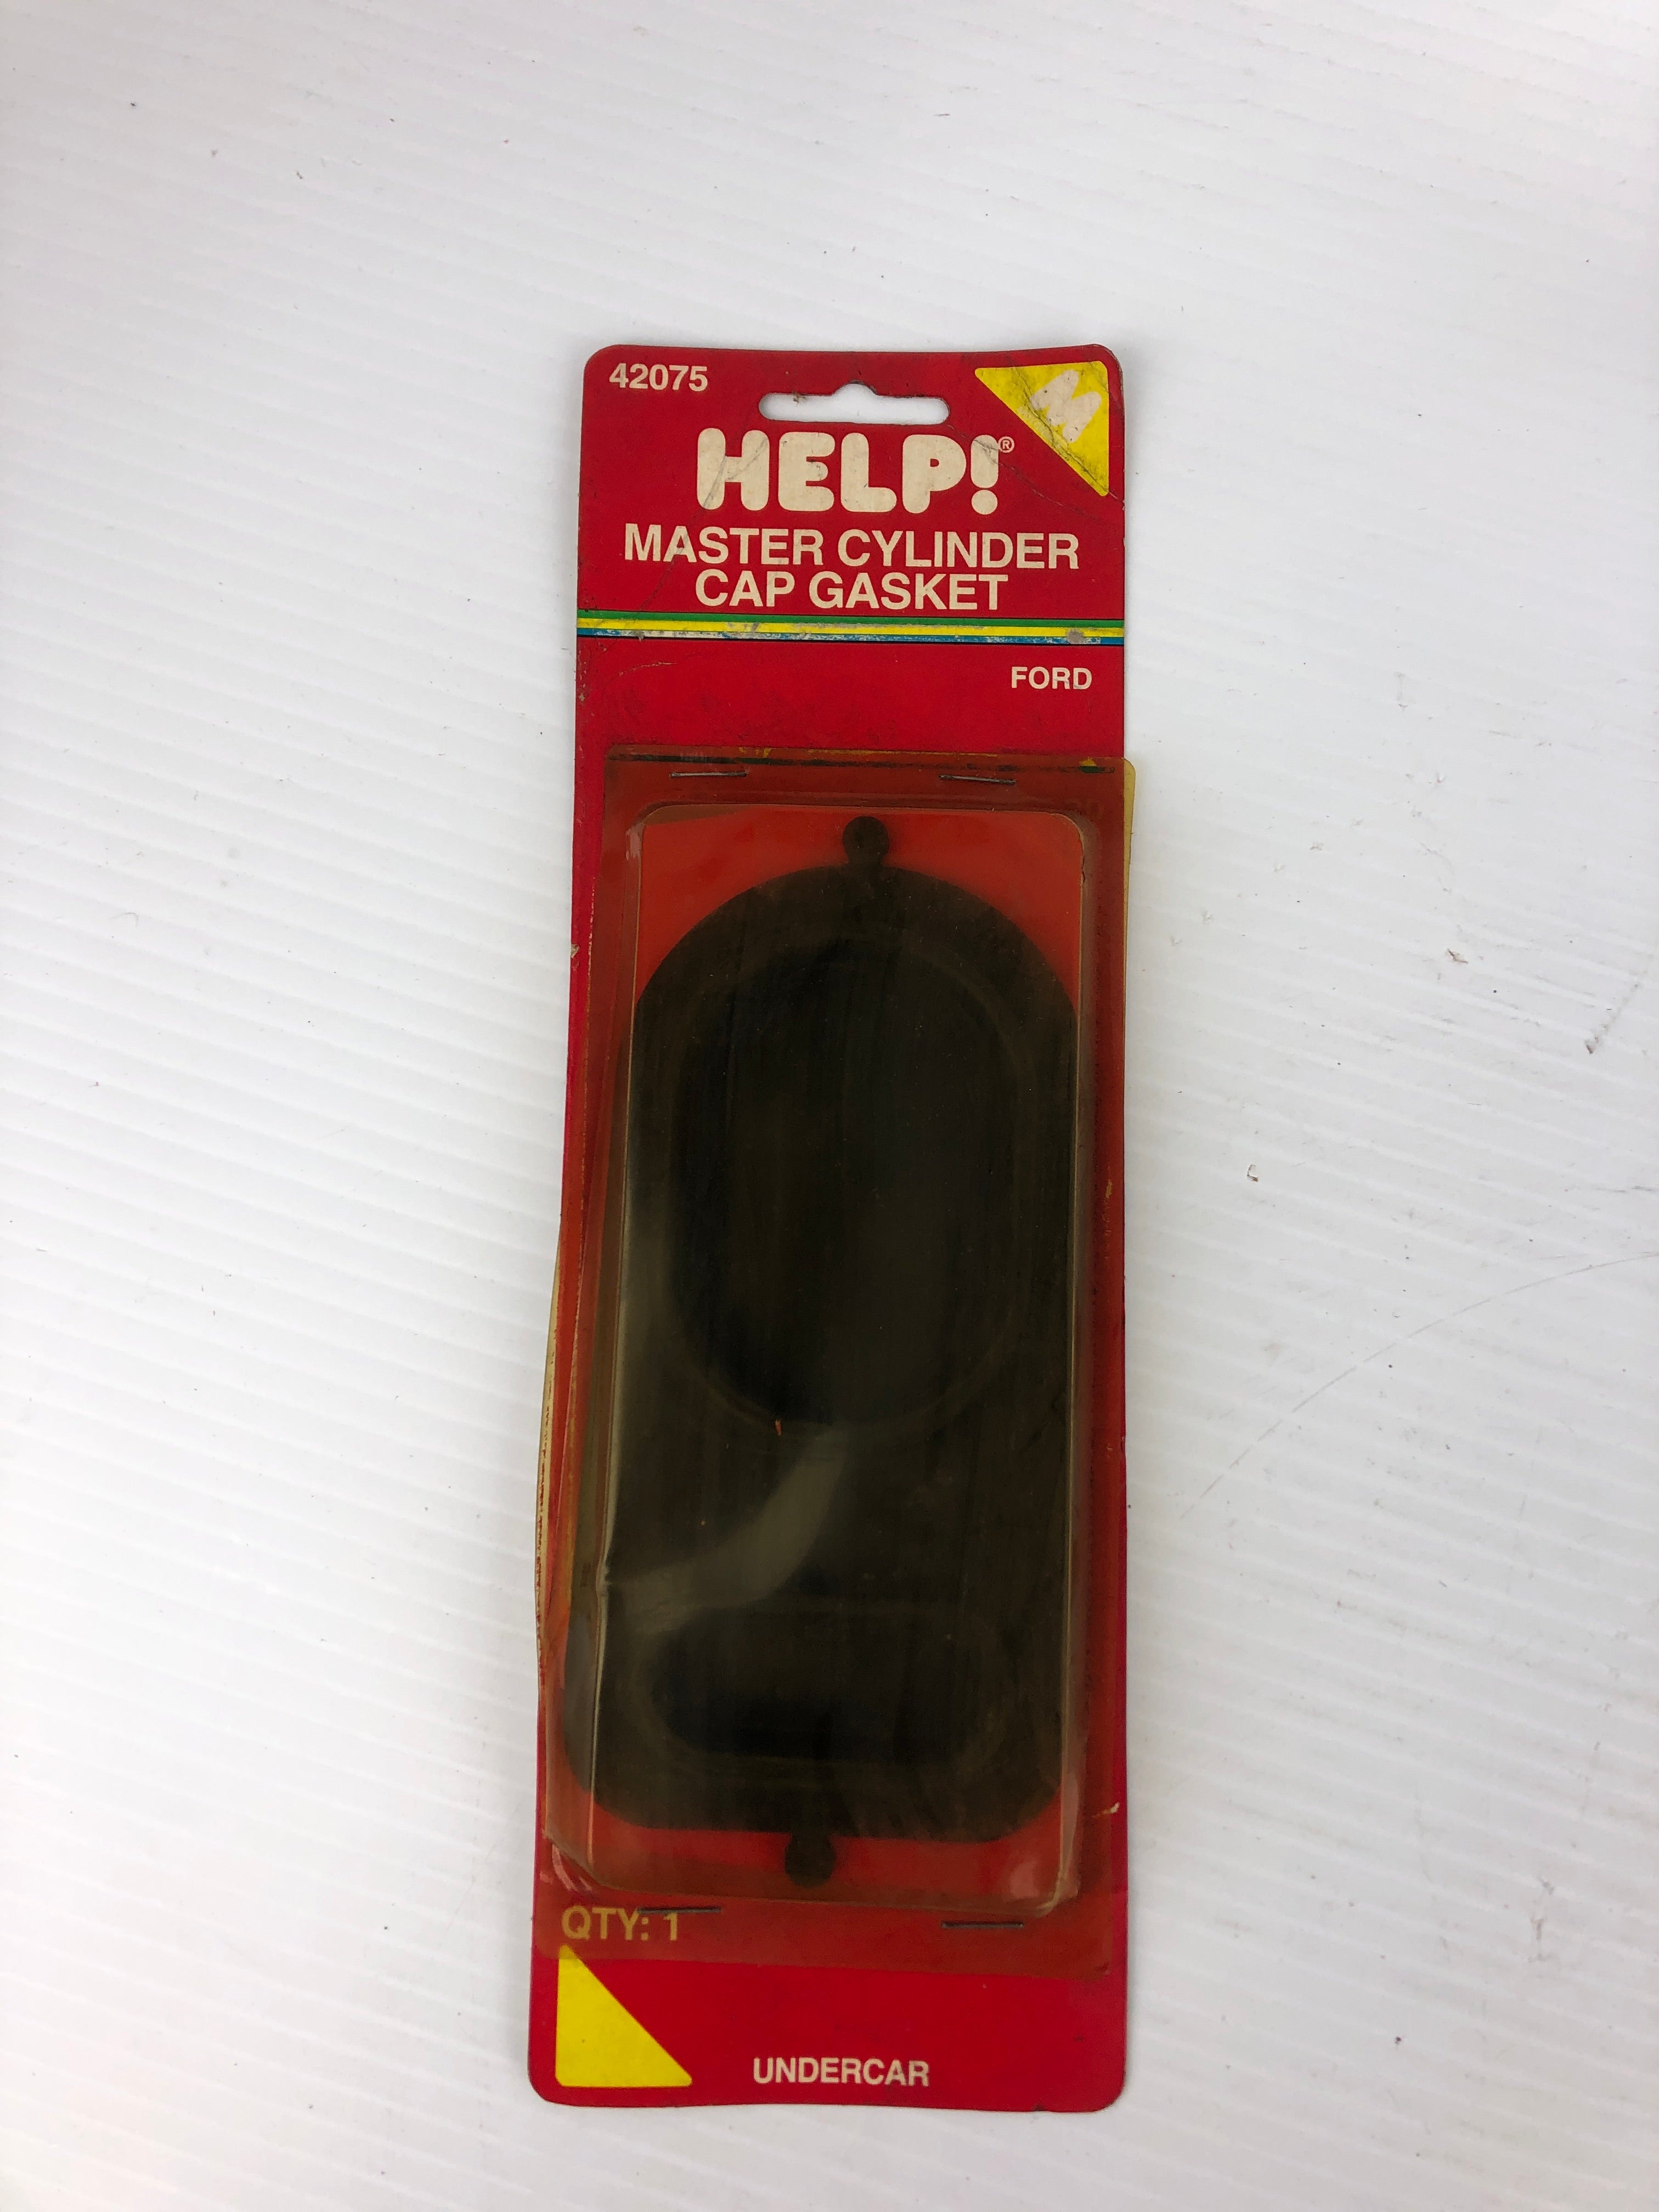 42075
M
HELP!®
MASTER CYLINDER
CAP GASKET
FORD
QTY: 1
UNDERCAR